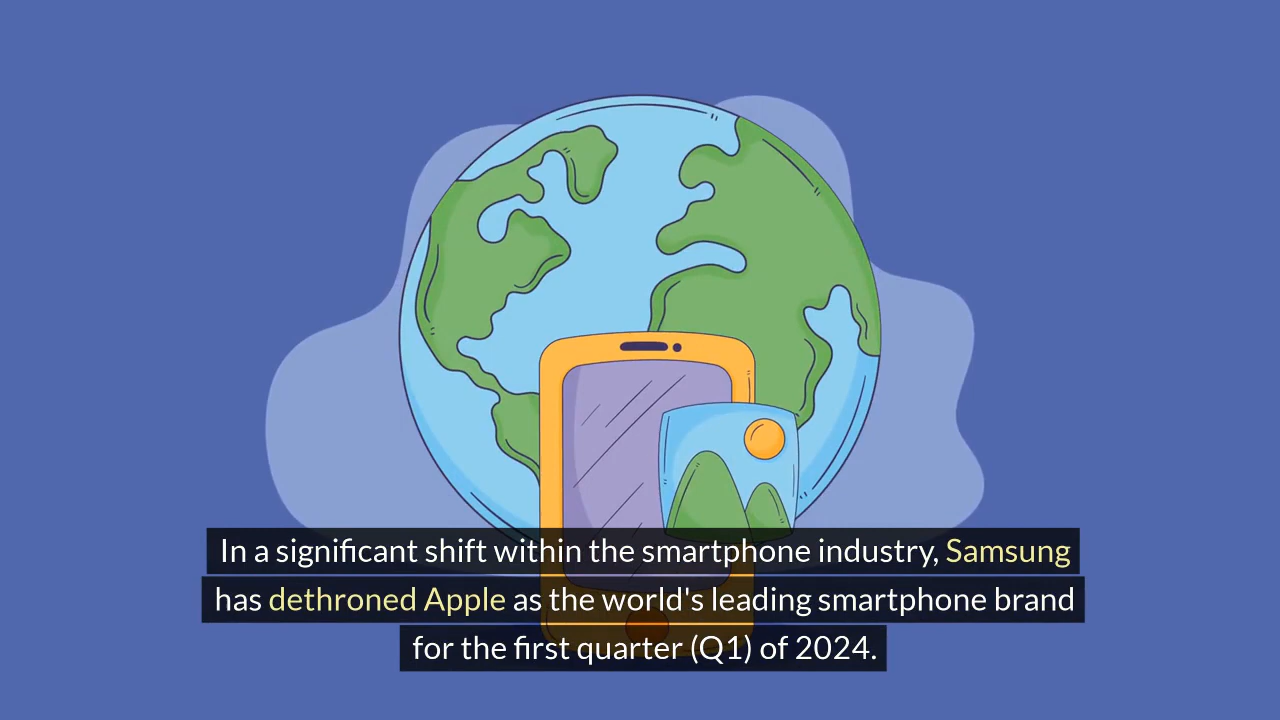 In a significant shift within the smartphone industry, Samsung
has dethroned Apple as the world's leading smartphone brand
for the first quarter (Q1) of 2024.